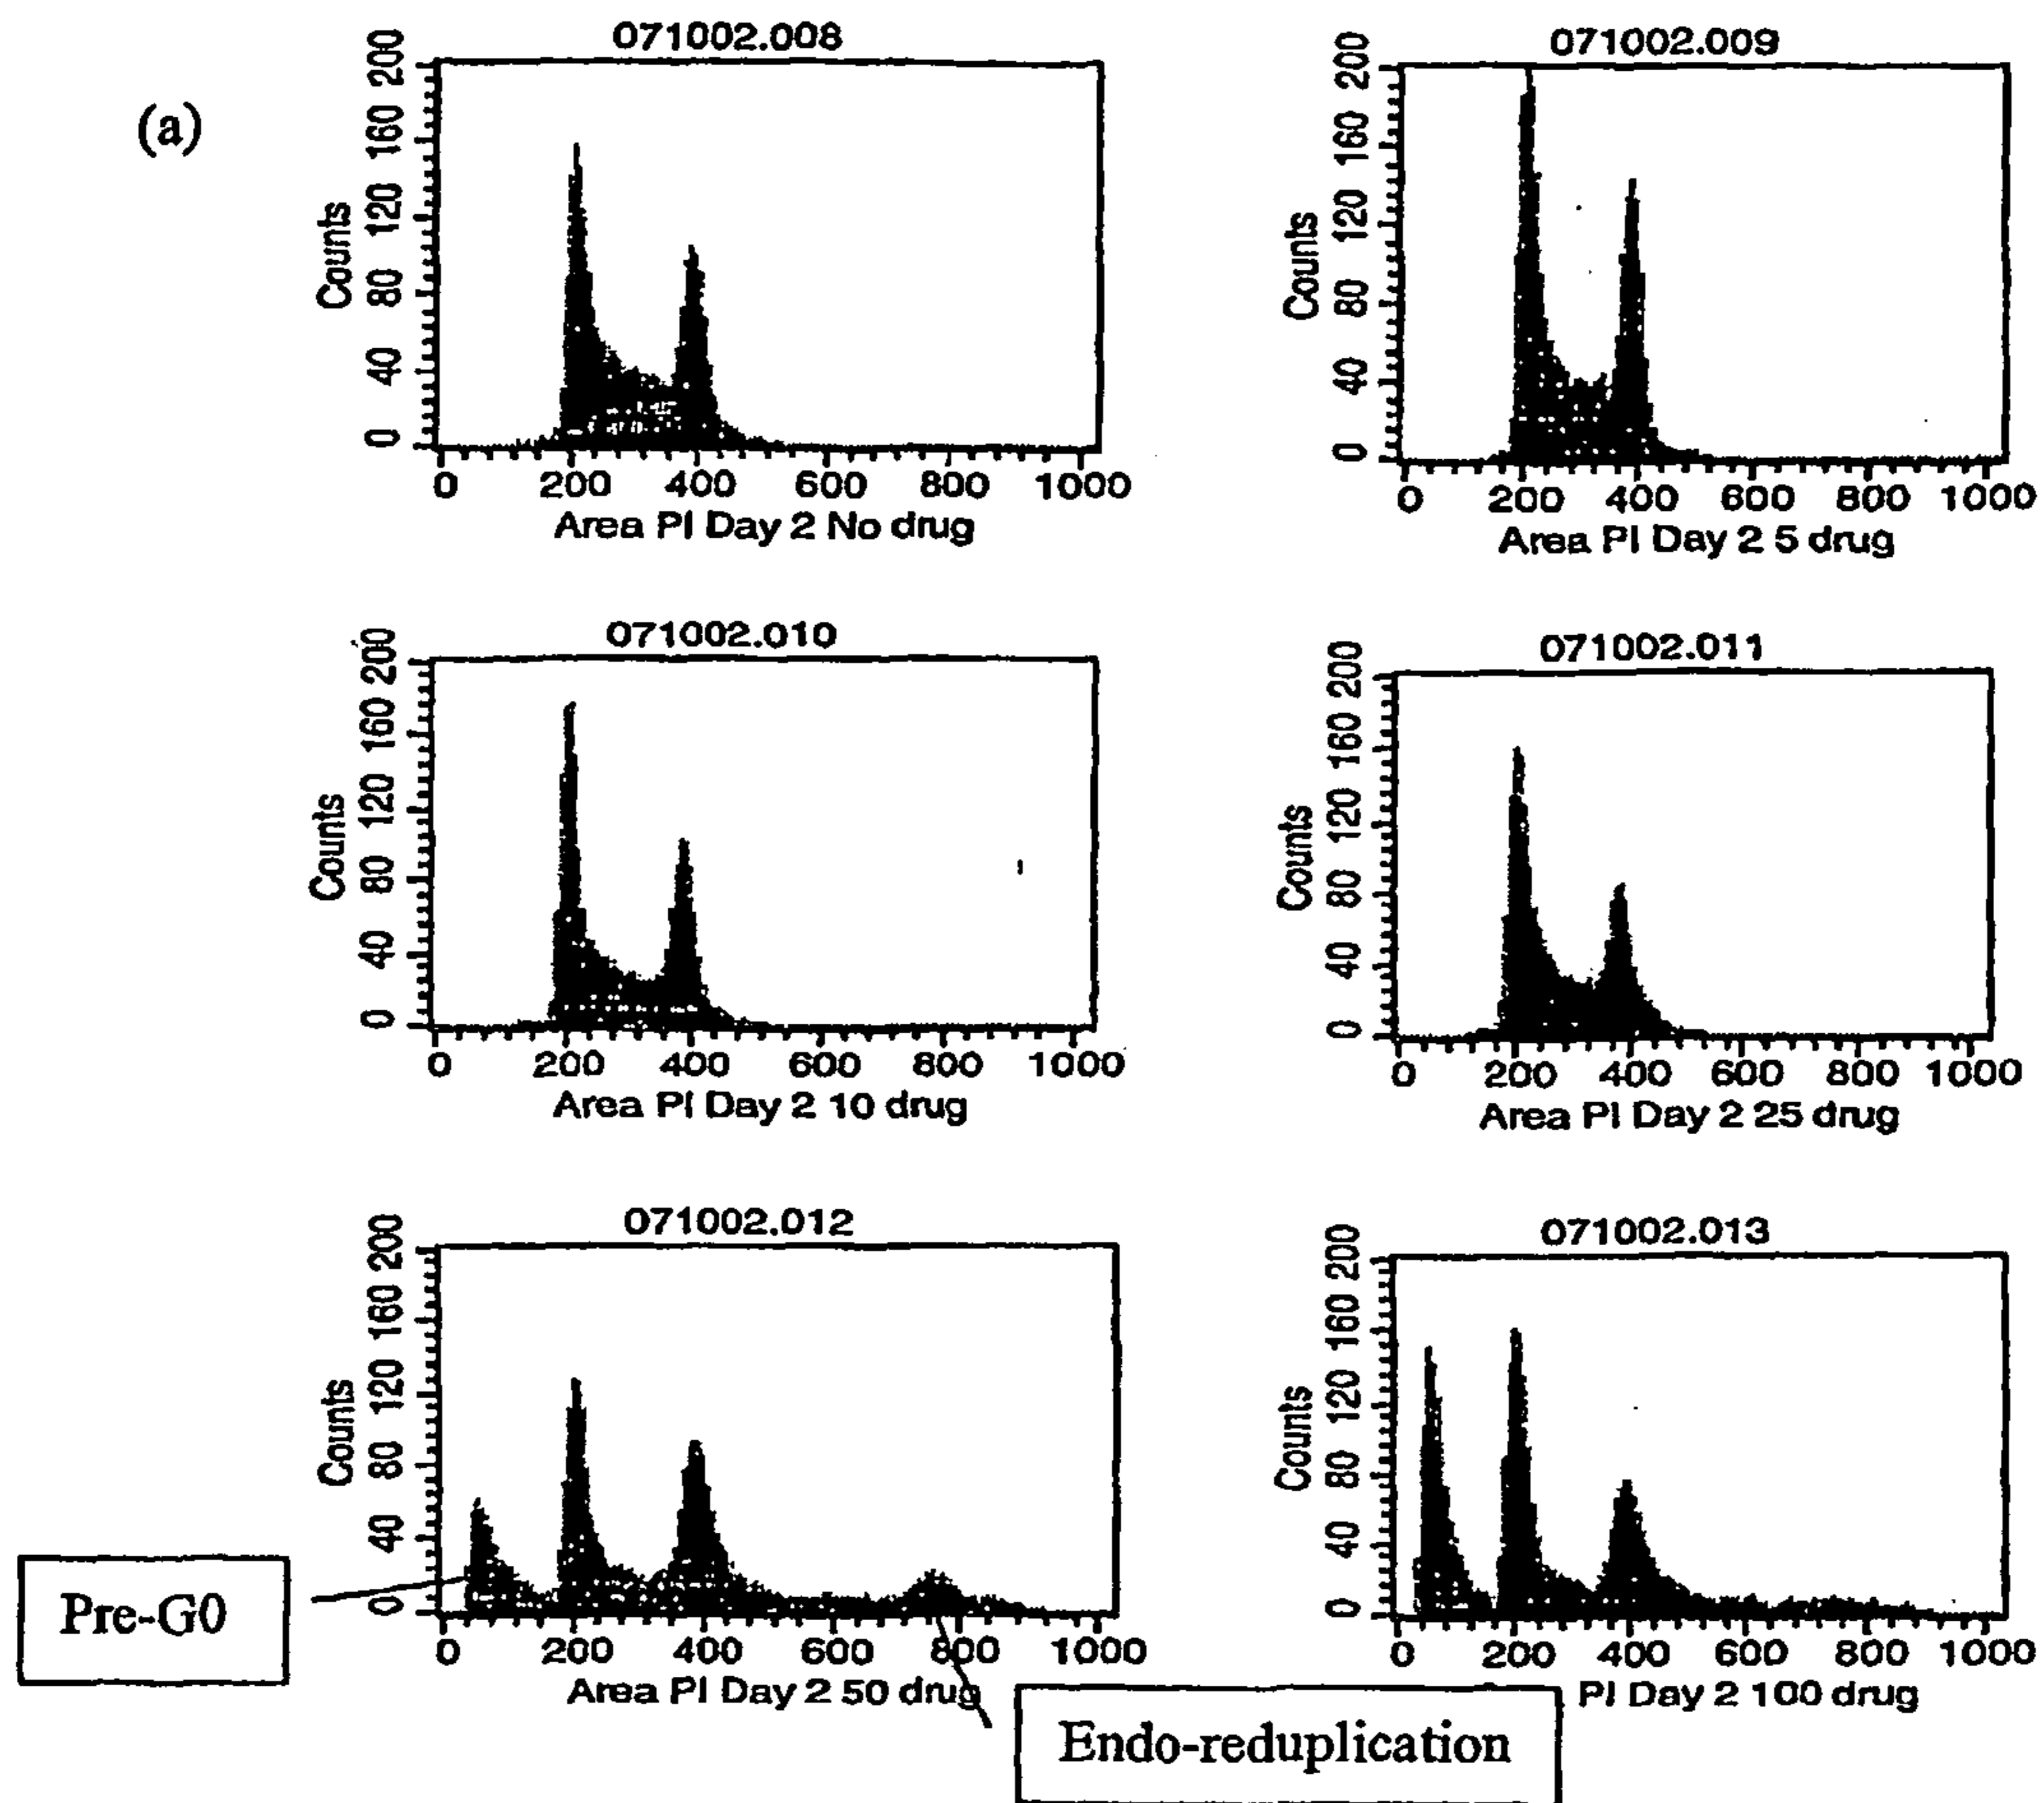 (a)
071002.008
Counts
0 40 80 120 160 200
0 200 400 600 800 1000
Area PI Day 2 No drug
071002.009
Counts
0 40 80 120 160 200
0 200 400 600 800 1000
Area PI Day 2 5 drug
071002.010
Counts
0 40 80 120 160 200
0 200 400 600 800 1000
Area PI Day 2 10 drug
071002.011
Counts
0 40 80 120 160 200
0 200 400 600 800 1000
Area PI Day 2 25 drug
071002.012
Counts
0 40 80 120 160 200
0 200 400 600 800 1000
Area PI Day 2 50 drug
Pre-G0
Endo-reduplication
071002.013
Counts
0 40 80 120 160 200
0 200 400 600 800 1000
PI Day 2 100 drug